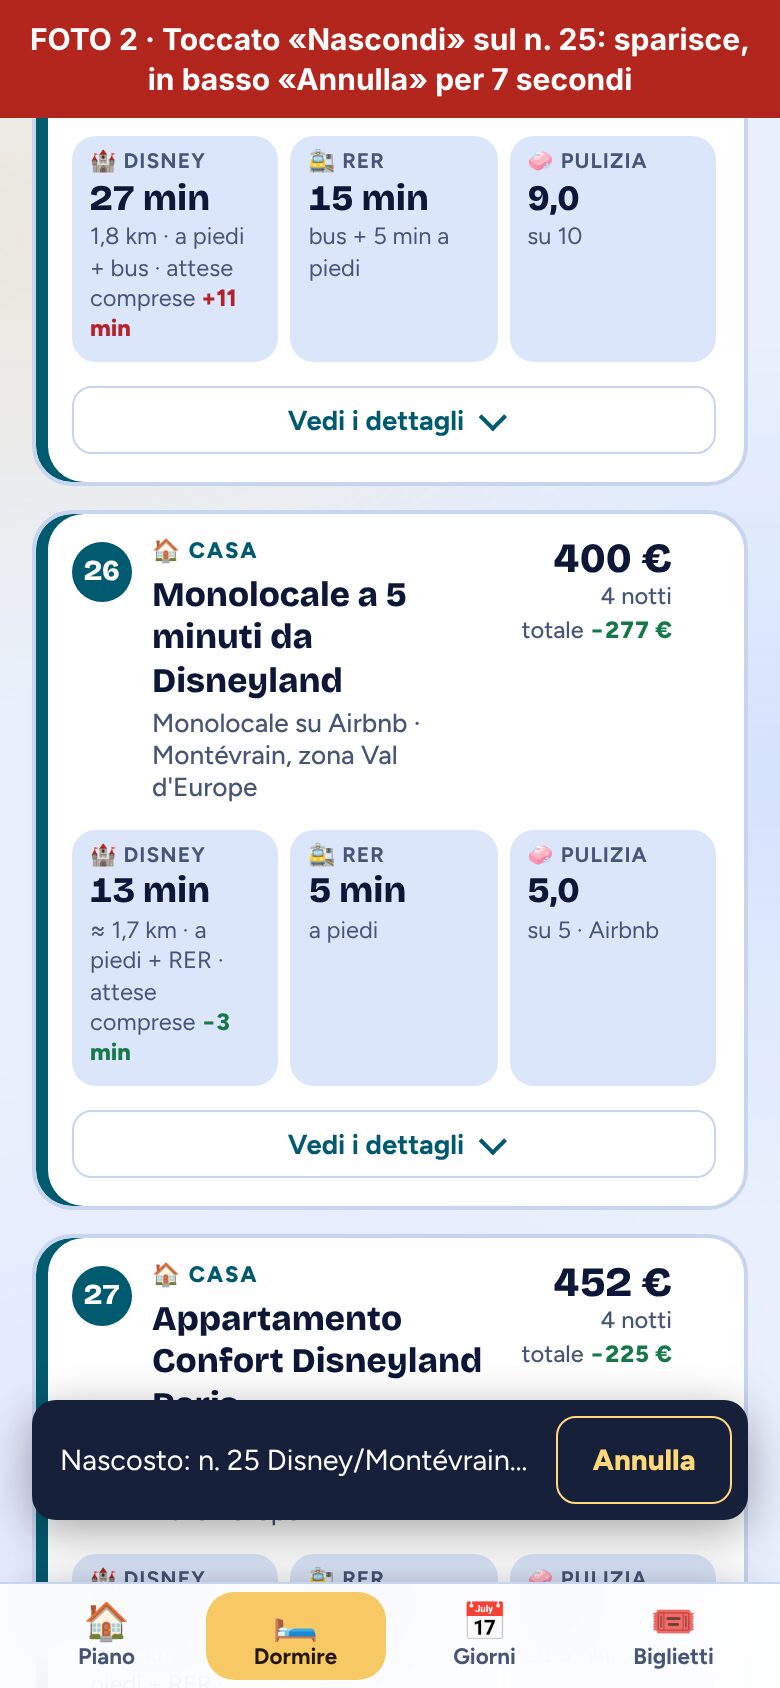 FOTO 2 · Toccato «Nascondi» sul n. 25: sparisce,
in basso «Annulla» per 7 secondi
DISNEY
27 min
1,8 km · a piedi
+ bus · attese
comprese +11
min
RER
15 min
bus + 5 min a
piedi
PULIZIA
9,0
su 10
Vedi i dettagli
26
CASA
Monolocale a 5
minuti da
Disneyland
Monolocale su Airbnb ·
Montévrain, zona Val
d'Europe
400 €
4 notti
totale −277 €
DISNEY
13 min
≈ 1,7 km · a
piedi + RER ·
attese
comprese −3
min
RER
5 min
a piedi
PULIZIA
5,0
su 5 · Airbnb
Vedi i dettagli
27
CASA
Appartamento
Confort Disneyland
Paris
452 €
4 notti
totale −225 €
Nascosto: n. 25 Disney/Montévrain...
Annulla
DISNEY
RER
PULIZIA
Piano
Dormire
July
17
Giorni
Biglietti